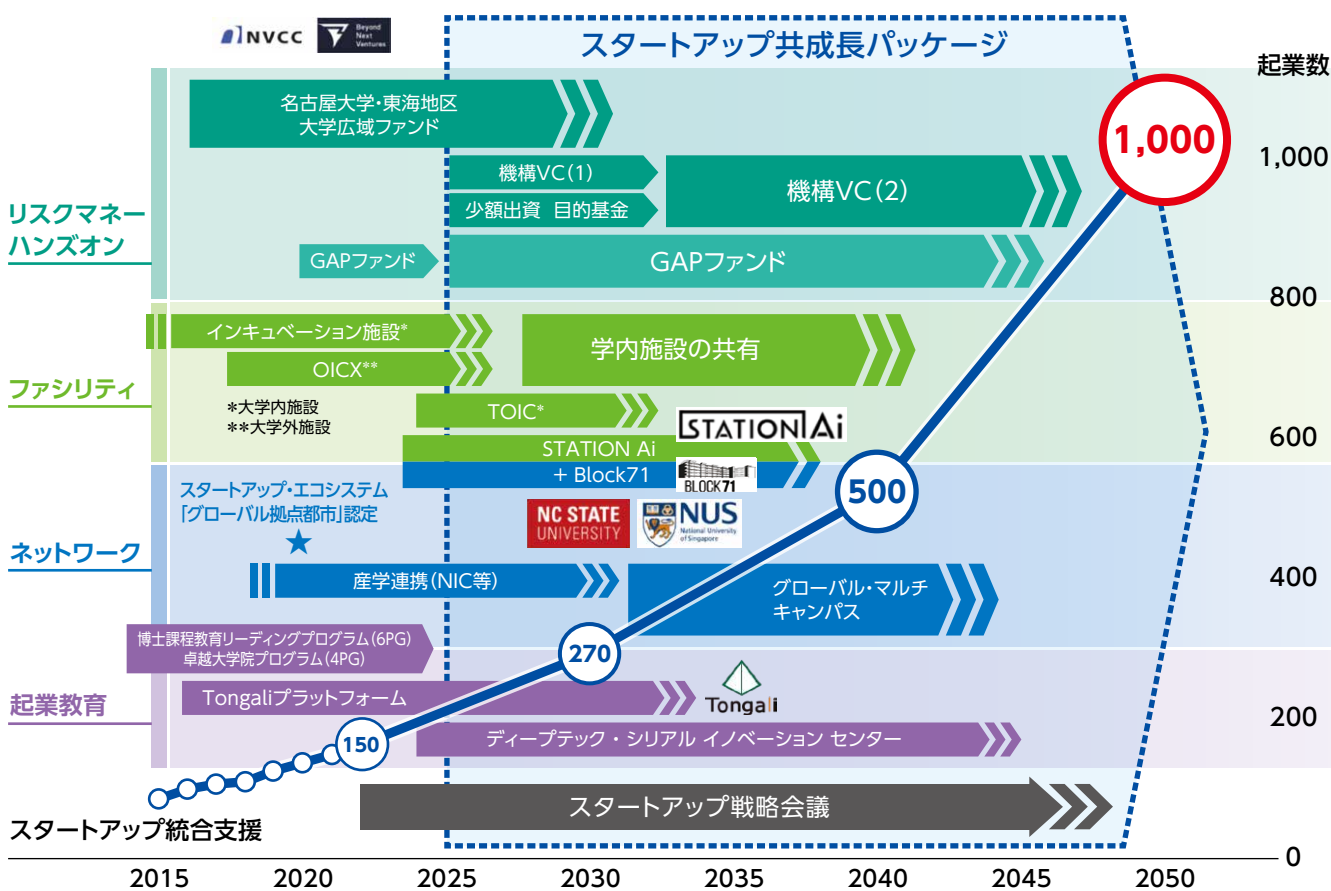 NVCC
Beyond
Next
Ventures
スタートアップ共成長パッケージ
起業数
名古屋大学・東海地区
大学広域ファンド
1,000
1,000
機構VC(1)
機構VC(2)
少額出資 目的基金
リスクマネー
ハンズオン
GAPファンド
GAPファンド
800
インキュベーション施設*
学内施設の共有
OICX**
ファシリティ
*大学内施設
**大学外施設
TOIC*
STATION Ai
600
STATION Ai
+ Block71
BLOCK71
500
スタートアップ・エコシステム
「グローバル拠点都市」認定
★
NC STATE
UNIVERSITY
NUS
National University
of Singapore
ネットワーク
産学連携(NIC等)
グローバル・マルチ
キャンパス
400
博士課程教育リーディングプログラム(6PG)
卓越大学院プログラム(4PG)
270
起業教育
Tongaliプラットフォーム
Tongali
200
150
ディープテック・シリアル イノベーション センター
スタートアップ戦略会議
スタートアップ統合支援
0
2015 2020 2025 2030 2035 2040 2045 2050